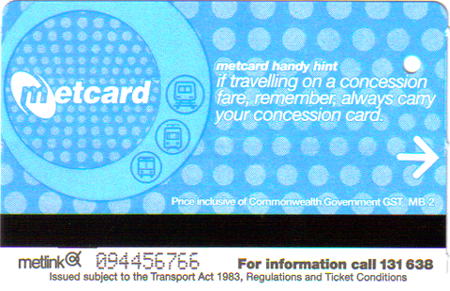 metcard
metcard handy hint
if travelling on a concession
fare, remember, always carry
your concession card.
Price inclusive of Commonwealth Government GST. MB 2
metlink 094456766 For information call 131 638
Issued subject to the Transport Act 1983, Regulations and Ticket Conditions